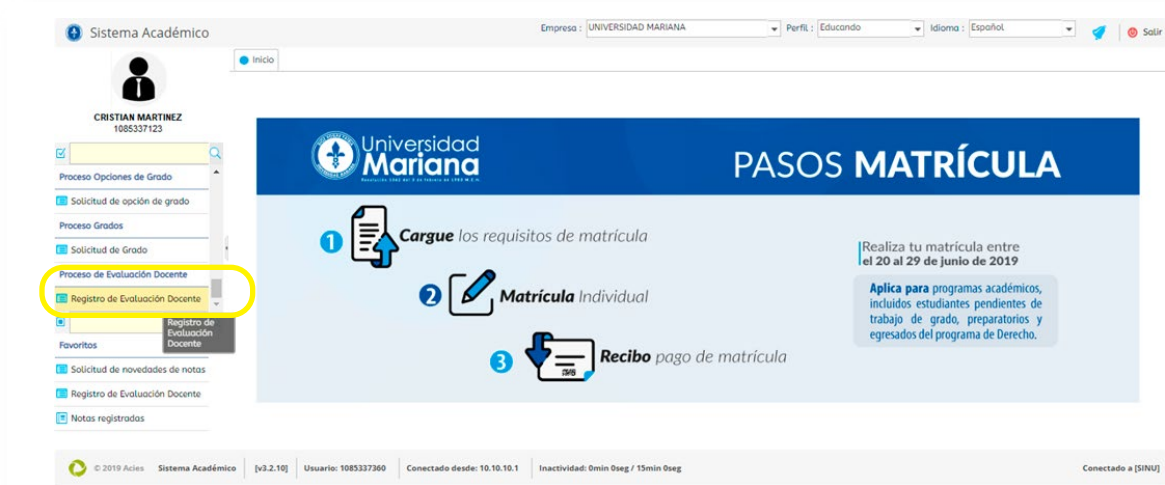 Sistema Académico
Empresa : UNIVERSIDAD MARIANA
Perfil : Educando
Idioma : Español
Salir
Inicio
CRISTIAN MARTINEZ
1085337123
Proceso Opciones de Grado
Solicitud de opción de grado
Proceso Grados
Solicitud de Grado
Proceso de Evaluación Docente
Registro de Evaluación Docente
Registro de
Evaluación
Docente
Favoritos
Solicitud de novedades de notas
Registro de Evaluación Docente
Notas registradas
Universidad
Mariana
PASOS MATRÍCULA
1 Cargue los requisitos de matrícula
2 Matrícula Individual
3 Recibo pago de matrícula
Realiza tu matrícula entre
el 20 al 29 de junio de 2019
Aplica para programas académicos,
incluidos estudiantes pendientes de
trabajo de grado, preparatorios y
egresados del programa de Derecho.
© 2019 Acies Sistema Académico [v3.2.10] Usuario: 1085337360 Conectado desde: 10.10.10.1 Inactividad: 0min 0seg / 15min 0seg Conectado a [SINU]